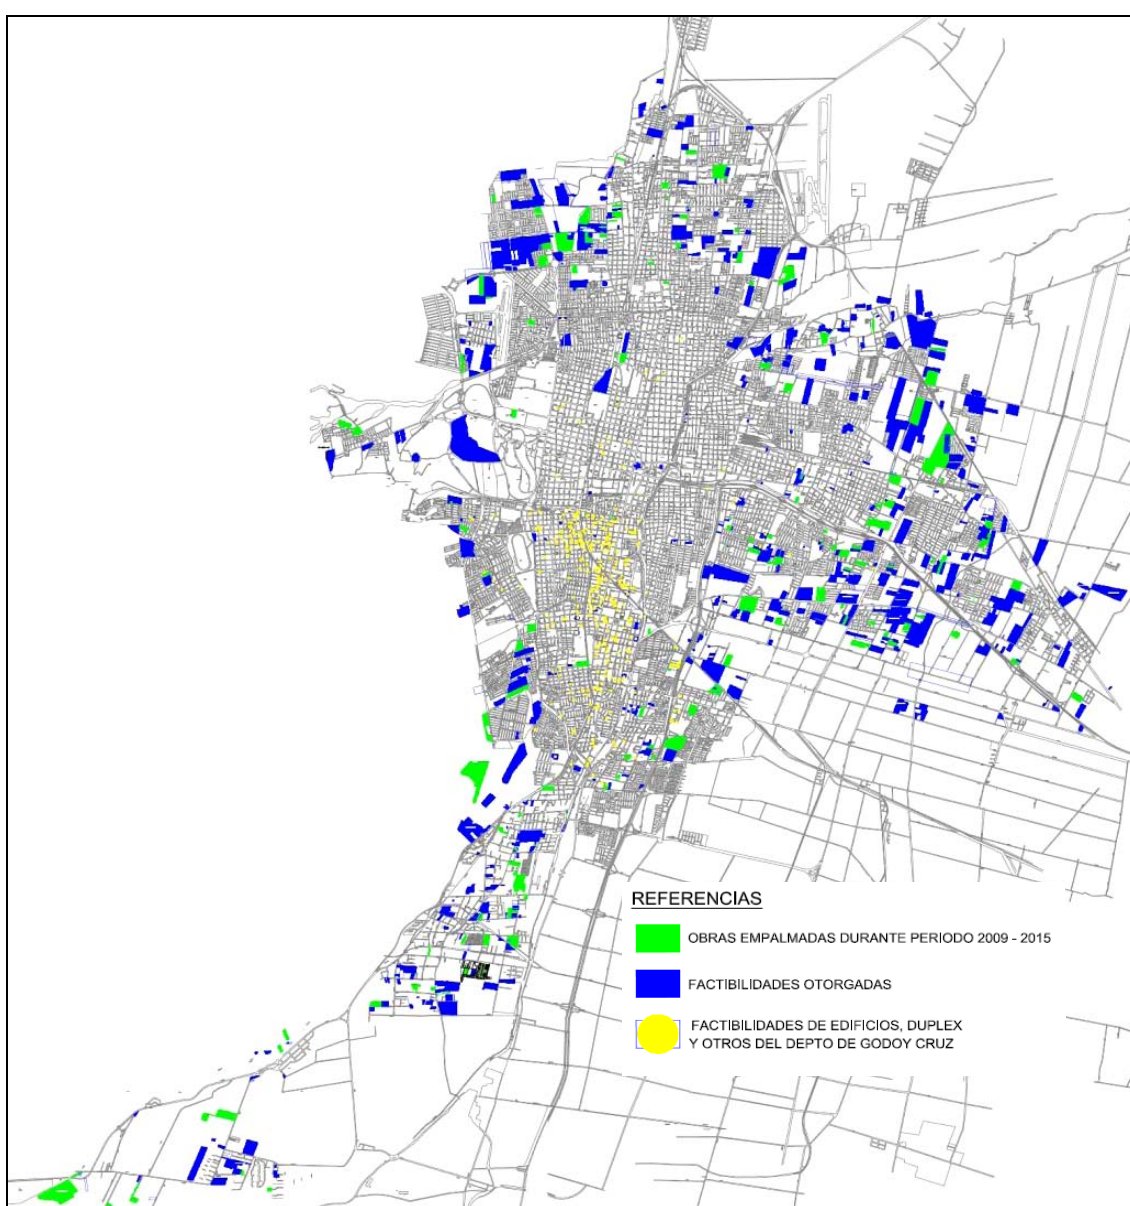 REFERENCIAS
OBRAS EMPALMADAS DURANTE PERIODO 2009 - 2015
FACTIBILIDADES OTORGADAS
FACTIBILIDADES DE EDIFICIOS, DUPLEX
Y OTROS DEL DEPTO DE GODOY CRUZ